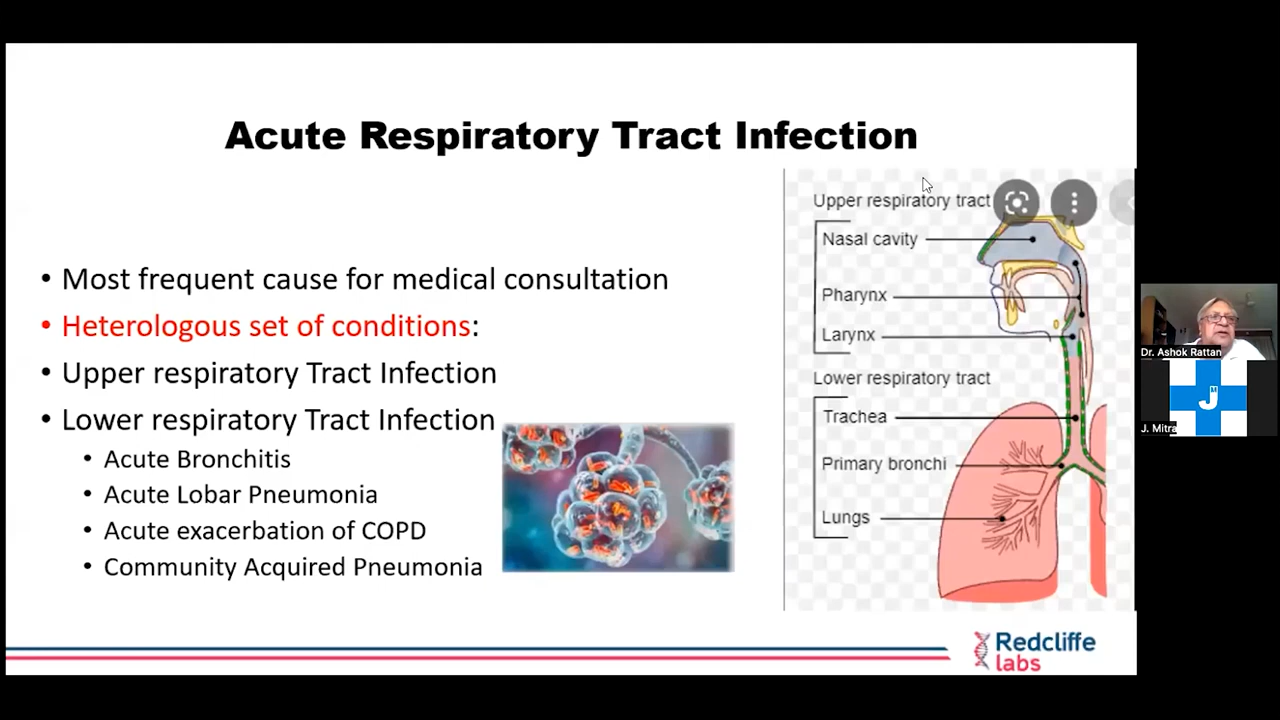 Acute Respiratory Tract Infection
• Most frequent cause for medical consultation
• Heterologous set of conditions:
• Upper respiratory Tract Infection
• Lower respiratory Tract Infection
• Acute Bronchitis
• Acute Lobar Pneumonia
• Acute exacerbation of COPD
• Community Acquired Pneumonia
Upper respiratory tract
Nasal cavity
Pharynx
Larynx
Lower respiratory tract
Trachea
Primary bronchi
Lungs
Redcliffe
labs
Dr. Ashok Rattan
JM
J. Mitra